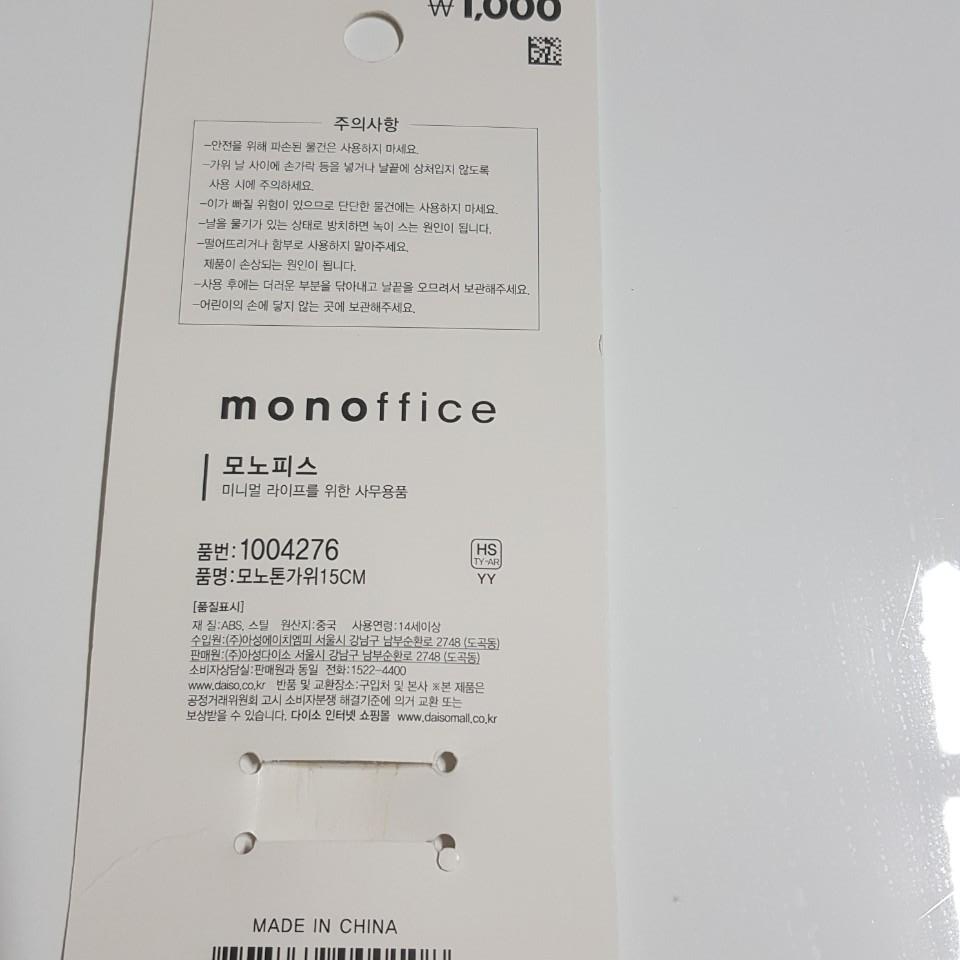 ₩1,000
주의사항
-안전을 위해 파손된 물건은 사용하지 마세요.
-가위 날 사이에 손가락 등을 넣거나 날끝에 상처입지 않도록
사용 시에 주의하세요.
-이가 빠질 위험이 있으므로 단단한 물건에는 사용하지 마세요.
-날을 물기가 있는 상태로 방치하면 녹이 스는 원인이 됩니다.
-떨어뜨리거나 함부로 사용하지 말아주세요.
제품이 손상되는 원인이 됩니다.
-사용 후에는 더러운 부분을 닦아내고 날끝을 오므려서 보관해주세요.
-어린이의 손에 닿지 않는 곳에 보관해주세요.
monoffice
모노피스
미니멀 라이프를 위한 사무용품
품번:1004276
품명:모노톤가위15CM
HS
TY-AR
YY
[품질표시]
재 질:ABS, 스틸 원산지:중국 사용연령:14세이상
수입원:(주)아성에이치엠피 서울시 강남구 남부순환로 2748 (도곡동)
판매원:(주)아성다이소 서울시 강남구 남부순환로 2748 (도곡동)
소비자상담실:판매원과 동일 전화:1522-4400
www.daiso.co.kr 반품 및 교환장소:구입처 및 본사 ※본 제품은
공정거래위원회 고시 소비자분쟁 해결기준에 의거 교환 또는
보상받을 수 있습니다. 다이소 인터넷 쇼핑몰 www.daisomall.co.kr
MADE IN CHINA